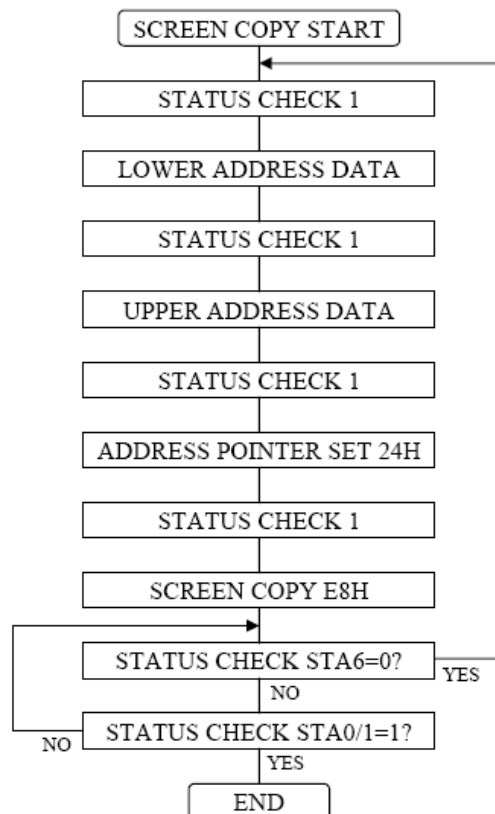 SCREEN COPY START
STATUS CHECK 1
LOWER ADDRESS DATA
STATUS CHECK 1
UPPER ADDRESS DATA
STATUS CHECK 1
ADDRESS POINTER SET 24H
STATUS CHECK 1
SCREEN COPY E8H
STATUS CHECK STA6=0?
YES
NO
STATUS CHECK STA0/1=1?
NO
YES
END